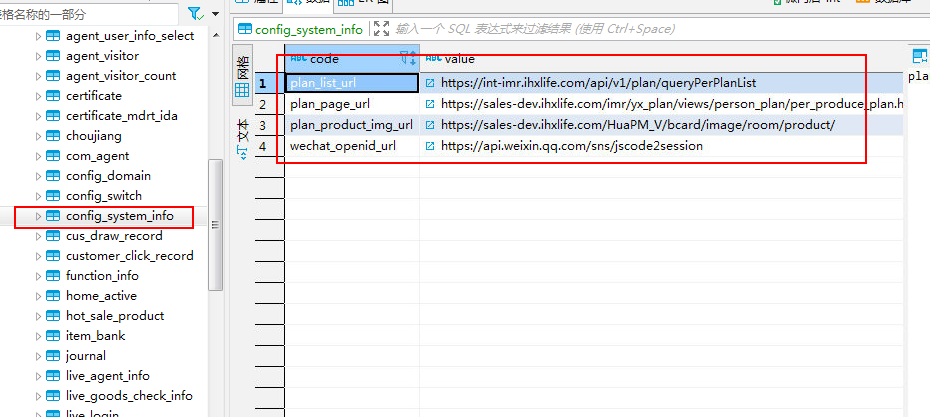 表格名称的一部分
agent_user_info_select
agent_visitor
agent_visitor_count
certificate
certificate_mdrt_ida
choujiang
com_agent
config_domain
config_switch
config_system_info
cus_draw_record
customer_click_record
function_info
home_active
hot_sale_product
item_bank
journal
live_agent_info
live_goods_check_info
live_login
属性 数据 ER 图
config_system_info 输入一个 SQL 表达式来过滤结果 (使用 Ctrl+Space)
网格
文本
ABC code ABC value
1 plan_list_url https://int-imr.ihxlife.com/api/v1/plan/queryPerPlanList
2 plan_page_url https://sales-dev.ihxlife.com/imr/yx_plan/views/person_plan/per_produce_plan.h
3 plan_product_img_url https://sales-dev.ihxlife.com/HuaPM_V/bcard/image/room/product/
4 wechat_openid_url https://api.weixin.qq.com/sns/jscode2session
pla